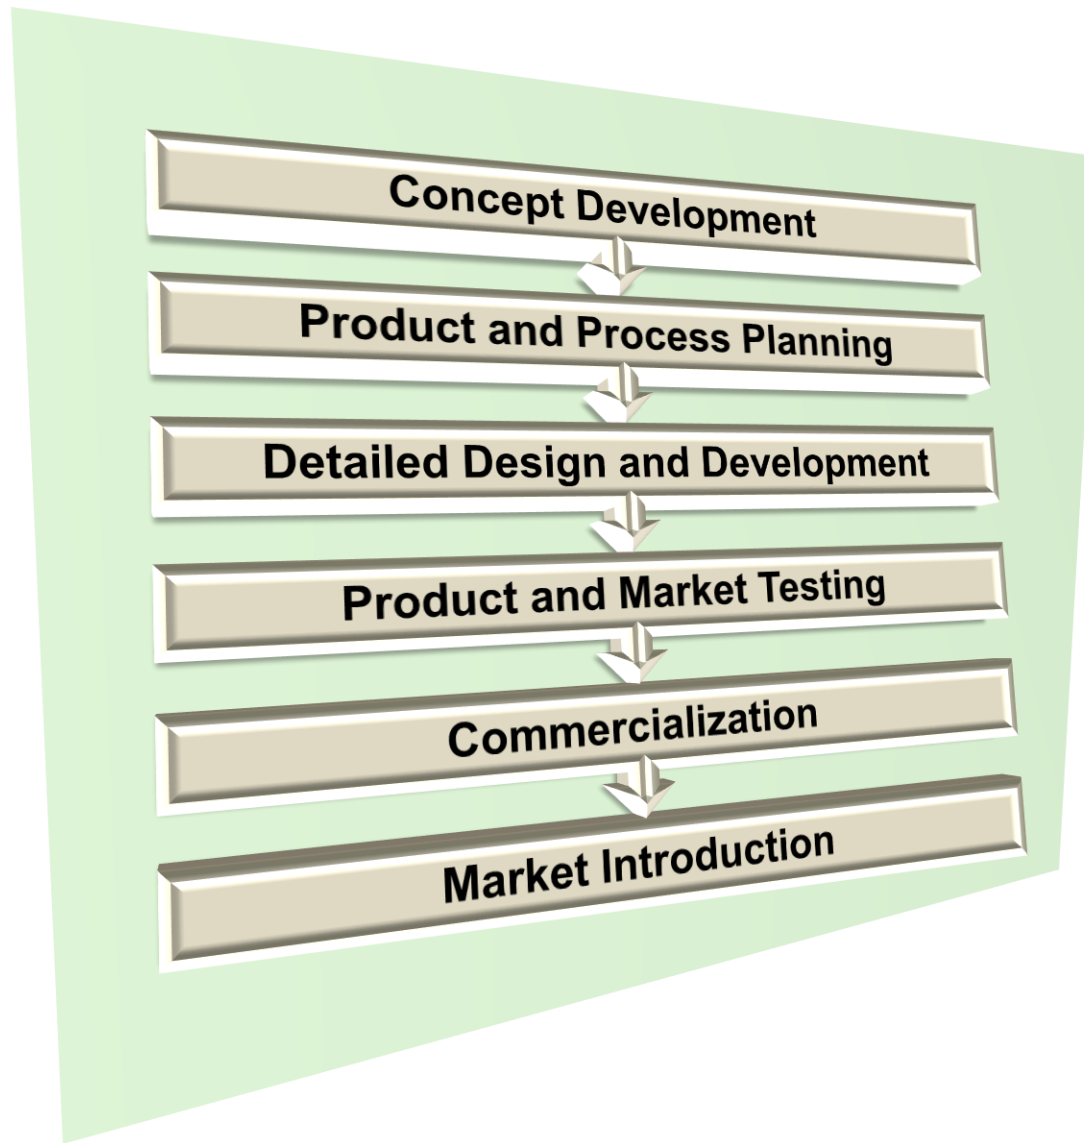 Concept Development
Product and Process Planning
Detailed Design and Development
Product and Market Testing
Commercialization
Market Introduction